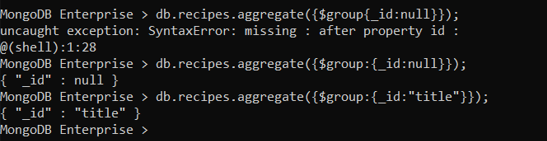 MongoDB Enterprise > db.recipes.aggregate({$group{_id:null}});
uncaught exception: SyntaxError: missing : after property id :
@(shell):1:28
MongoDB Enterprise > db.recipes.aggregate({$group:{_id:null}});
{ "_id" : null }
MongoDB Enterprise > db.recipes.aggregate({$group:{_id:"title"}});
{ "_id" : "title" }
MongoDB Enterprise >